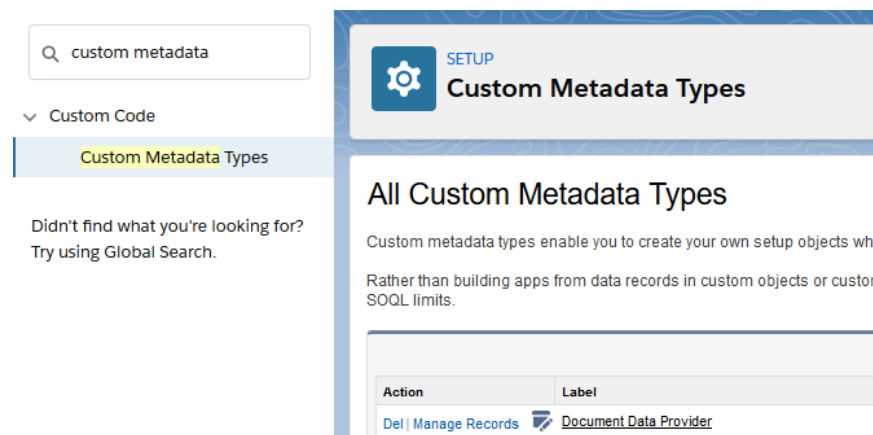 custom metadata
Custom Code
Custom Metadata Types
Didn't find what you're looking for?
Try using Global Search.
SETUP
Custom Metadata Types
All Custom Metadata Types
Custom metadata types enable you to create your own setup objects wh
Rather than building apps from data records in custom objects or custo
SOQL limits.
Action Label
Del | Manage Records Document Data Provider